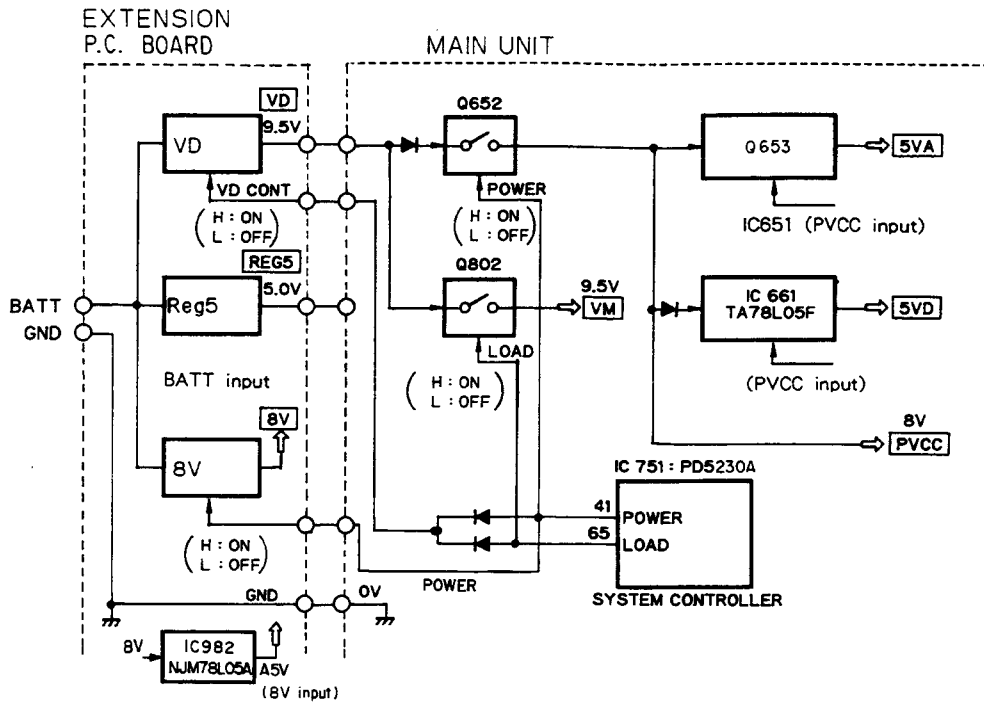 EXTENSION
P.C. BOARD
MAIN UNIT
VD
9.5V
VD
VD CONT
( H : ON
L : OFF )
Q652
POWER
( H : ON
L : OFF )
Q653
5VA
IC651 (PVCC input)
REG5
5.0V
Reg5
BATT
GND
Q802
9.5V
VM
LOAD
( H : ON
L : OFF )
IC 661
TA78L05F
5VD
(PVCC input)
BATT input
8V
8V
( H : ON
L : OFF )
8V
PVCC
IC 751 : PD5230A
41
POWER
65
LOAD
SYSTEM CONTROLLER
POWER
GND
0V
8V
IC982
NJM78L05A
A5V
(8V input)